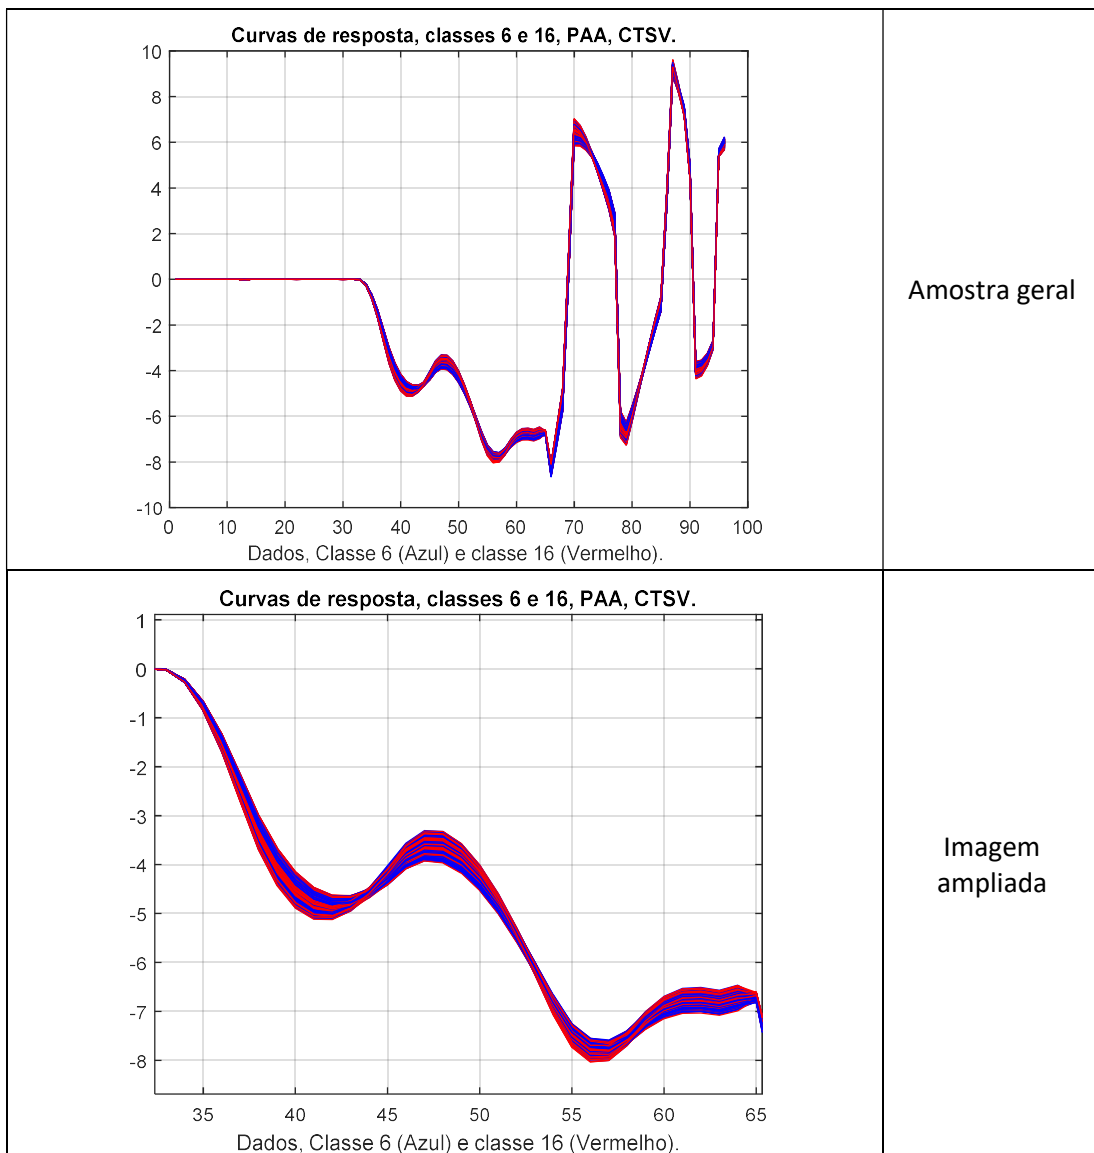 Curvas de resposta, classes 6 e 16, PAA, CTSV.
10
8
6
4
2
0
-2
-4
-6
-8
-10
0 10 20 30 40 50 60 70 80 90 100
Dados, Classe 6 (Azul) e classe 16 (Vermelho).
Amostra geral
Curvas de resposta, classes 6 e 16, PAA, CTSV.
1
0
-1
-2
-3
-4
-5
-6
-7
-8
35 40 45 50 55 60 65
Dados, Classe 6 (Azul) e classe 16 (Vermelho).
Imagem
ampliada